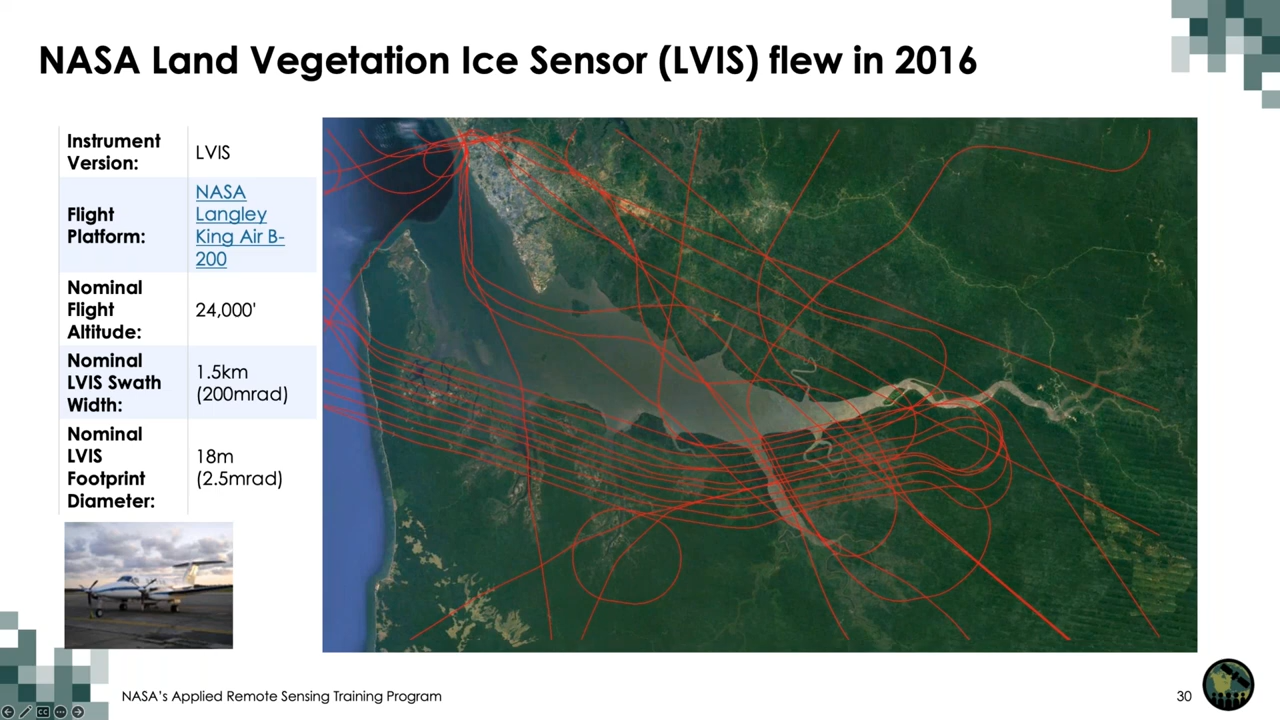 NASA Land Vegetation Ice Sensor (LVIS) flew in 2016
Instrument
Version:
LVIS
Flight
Platform:
NASA
Langley
King Air B-
200
Nominal
Flight
Altitude:
24,000'
Nominal
LVIS Swath
Width:
1.5km
(200mrad)
Nominal
LVIS
Footprint
Diameter:
18m
(2.5mrad)
NASA's Applied Remote Sensing Training Program
30